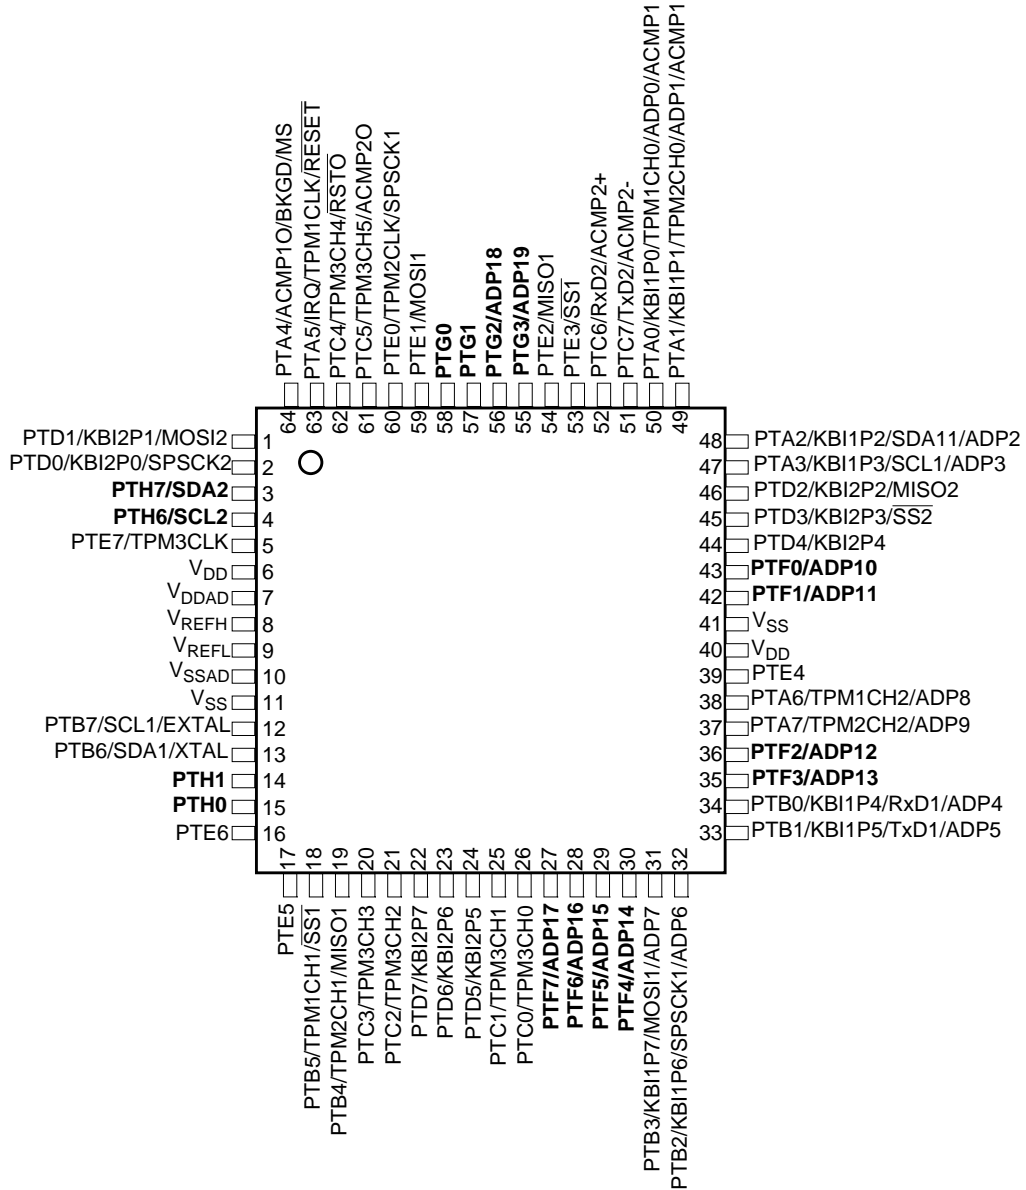 PTA4/ACMP1O/BKGD/MS
PTA5/IRQ/TPM1CLK/RESET
PTC4/TPM3CH4/RSTO
PTC5/TPM3CH5/ACMP2O
PTE0/TPM2CLK/SPSCK1
PTE1/MOSI1
PTG0
PTG1
PTG2/ADP18
PTG3/ADP19
PTE2/MISO1
PTE3/SS1
PTC6/RxD2/ACMP2+
PTC7/TxD2/ACMP2-
PTA0/KBI1P0/TPM1CH0/ADP0/ACMP1
PTA1/KBI1P1/TPM2CH0/ADP1/ACMP1
64
63
62
61
60
59
58
57
56
55
54
53
52
51
50
49
PTD1/KBI2P1/MOSI2 1
PTD0/KBI2P0/SPSCK2 2
PTH7/SDA2 3
PTH6/SCL2 4
PTE7/TPM3CLK 5
VDD 6
VDDAD 7
VREFH 8
VREFL 9
VSSAD 10
VSS 11
PTB7/SCL1/EXTAL 12
PTB6/SDA1/XTAL 13
PTH1 14
PTH0 15
PTE6 16
48 PTA2/KBI1P2/SDA11/ADP2
47 PTA3/KBI1P3/SCL1/ADP3
46 PTD2/KBI2P2/MISO2
45 PTD3/KBI2P3/SS2
44 PTD4/KBI2P4
43 PTF0/ADP10
42 PTF1/ADP11
41 VSS
40 VDD
39 PTE4
38 PTA6/TPM1CH2/ADP8
37 PTA7/TPM2CH2/ADP9
36 PTF2/ADP12
35 PTF3/ADP13
34 PTB0/KBI1P4/RxD1/ADP4
33 PTB1/KBI1P5/TxD1/ADP5
17
18
19
20
21
22
23
24
25
26
27
28
29
30
31
32
PTE5
PTB5/TPM1CH1/SS1
PTB4/TPM2CH1/MISO1
PTC3/TPM3CH3
PTC2/TPM3CH2
PTD7/KBI2P7
PTD6/KBI2P6
PTD5/KBI2P5
PTC1/TPM3CH1
PTC0/TPM3CH0
PTF7/ADP17
PTF6/ADP16
PTF5/ADP15
PTF4/ADP14
PTB3/KBI1P7/MOSI1/ADP7
PTB2/KBI1P6/SPSCK1/ADP6